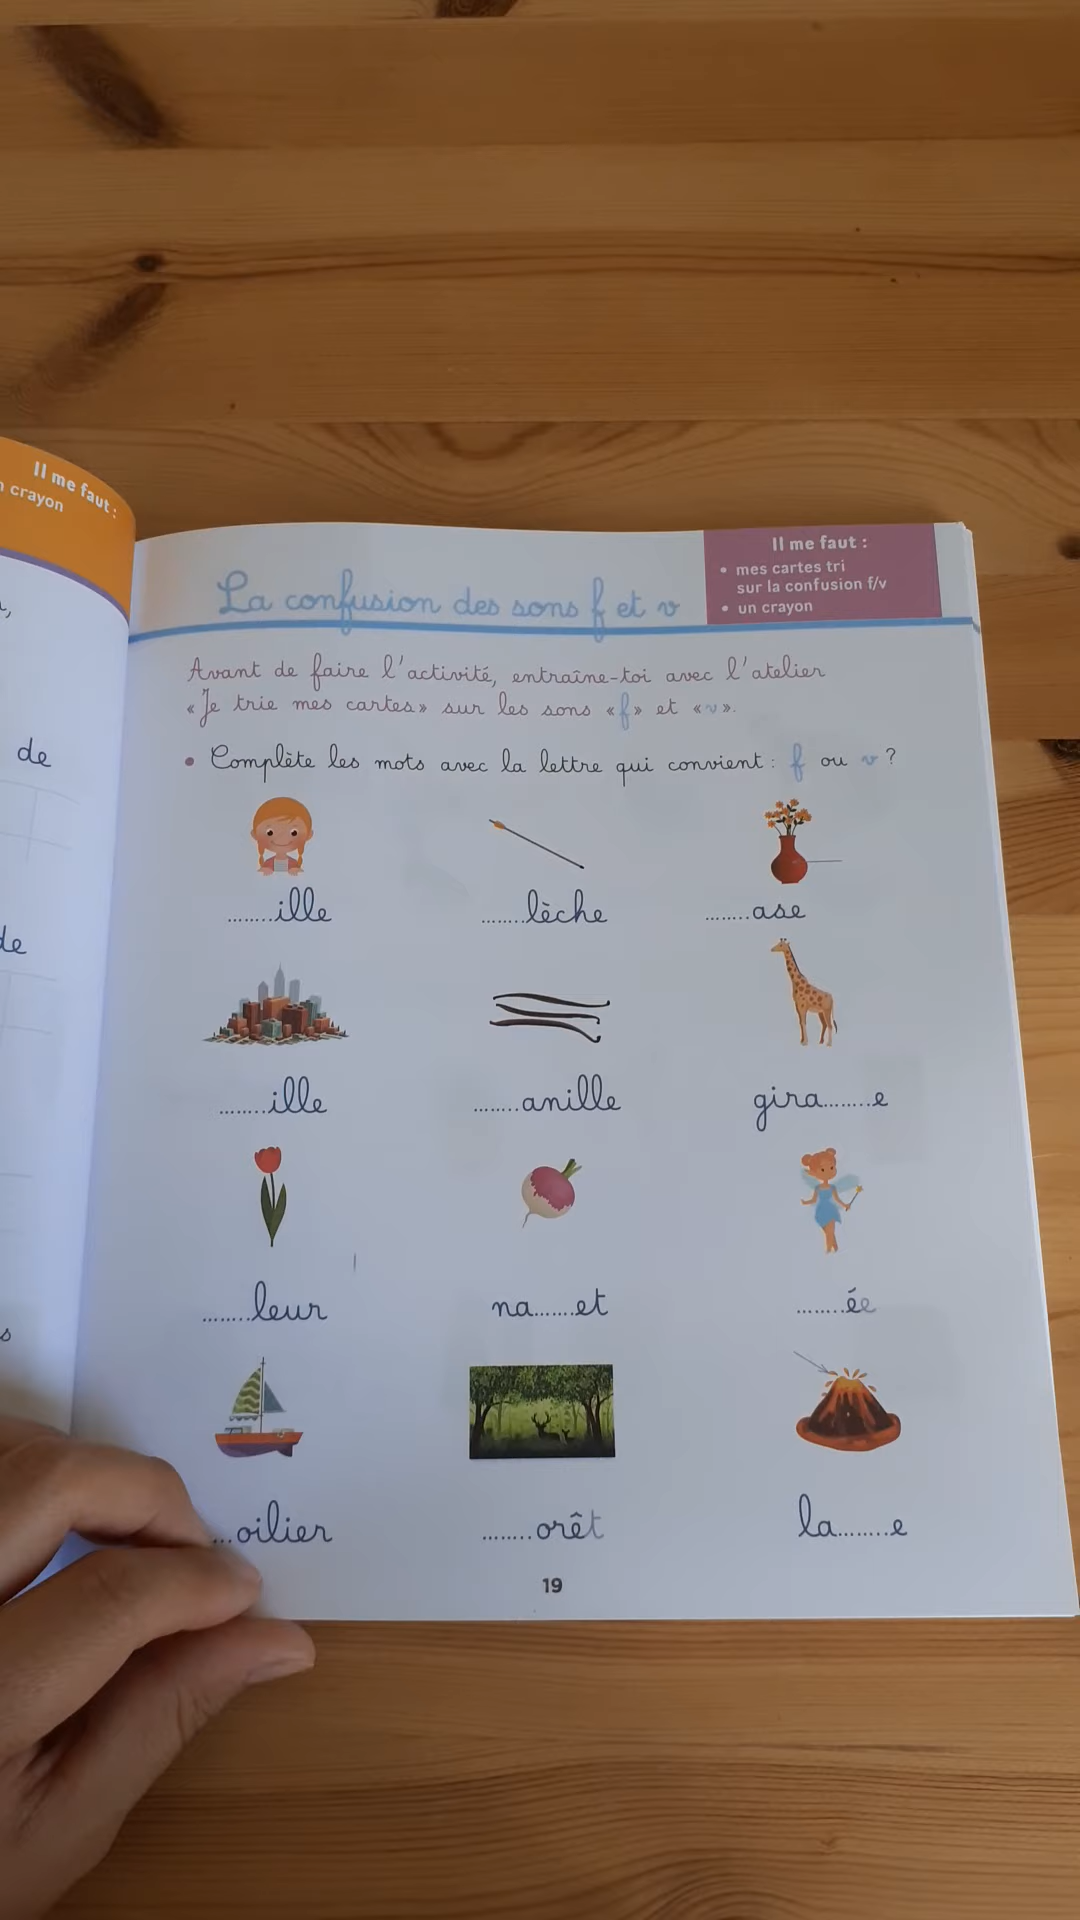 Il me faut :
crayon
de
de
s
La confusion des sons f et v
Il me faut :
• mes cartes tri
sur la confusion f/v
• un crayon
Avant de faire l'activité, entraîne-toi avec l'atelier
«Je trie mes cartes» sur les sons «f» et «v».
• Complète les mots avec la lettre qui convient : f ou v ?
........ille ........lèche ........ase
........ille ........anille gira........e
........leur na.......et ........ée
...oilier ........orêt la........e
19